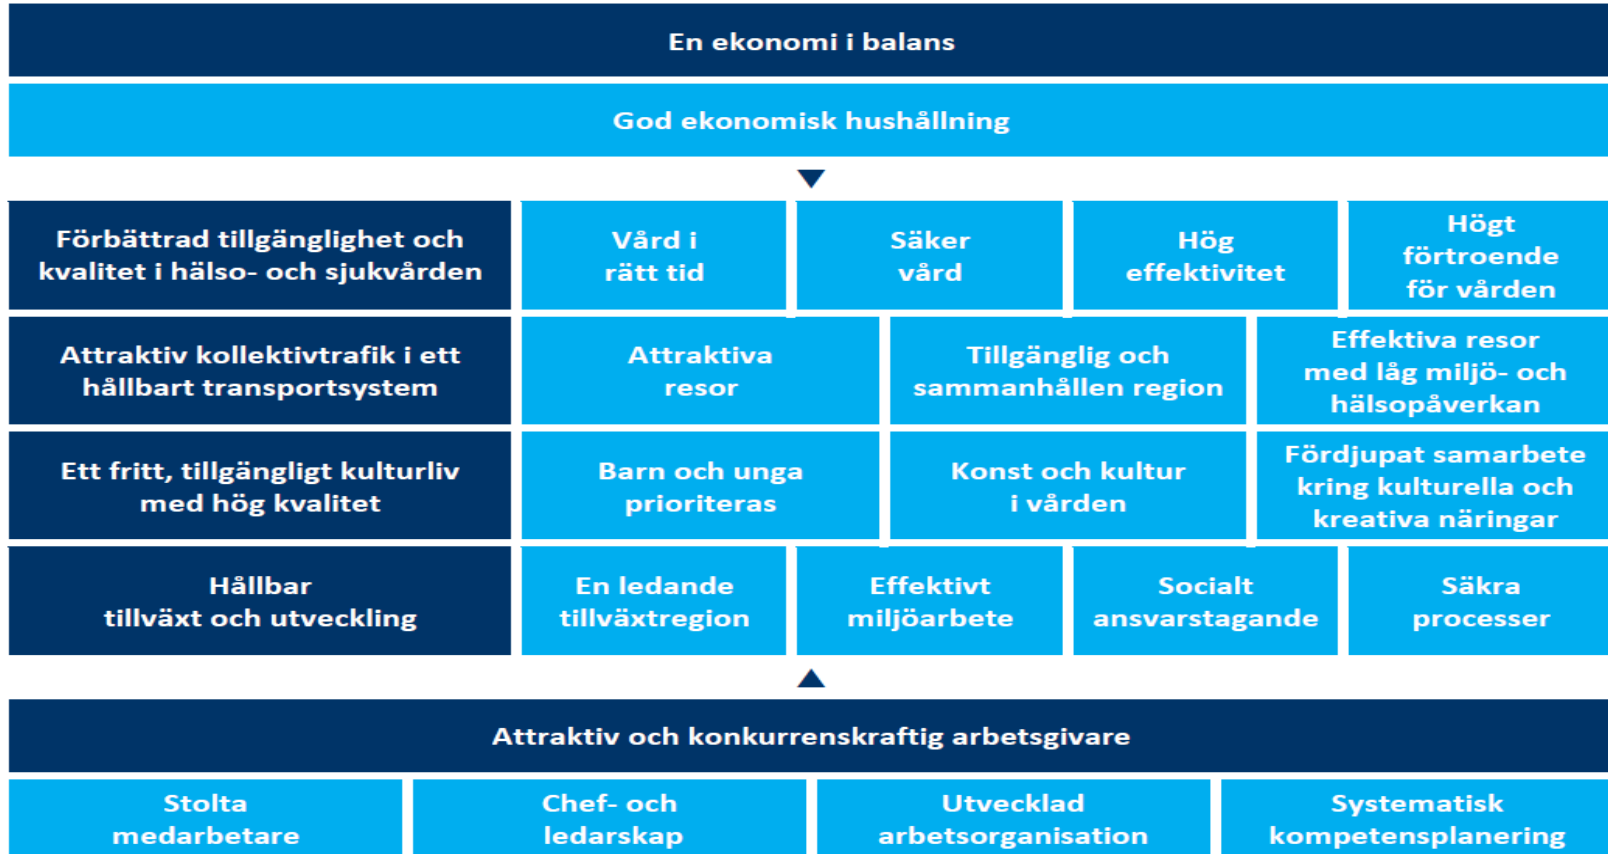 En ekonomi i balans
God ekonomisk hushållning
Förbättrad tillgänglighet och
kvalitet i hälso- och sjukvården
Vård i
rätt tid
Säker
vård
Hög
effektivitet
Högt
förtroende
för vården
Attraktiv kollektivtrafik i ett
hållbart transportsystem
Attraktiva
resor
Tillgänglig och
sammanhållen region
Effektiva resor
med låg miljö- och
hälsopåverkan
Ett fritt, tillgängligt kulturliv
med hög kvalitet
Barn och unga
prioriteras
Konst och kultur
i vården
Fördjupat samarbete
kring kulturella och
kreativa näringar
Hållbar
tillväxt och utveckling
En ledande
tillväxtregion
Effektivt
miljöarbete
Socialt
ansvarstagande
Säkra
processer
Attraktiv och konkurrenskraftig arbetsgivare
Stolta
medarbetare
Chef- och
ledarskap
Utvecklad
arbetsorganisation
Systematisk
kompetensplanering